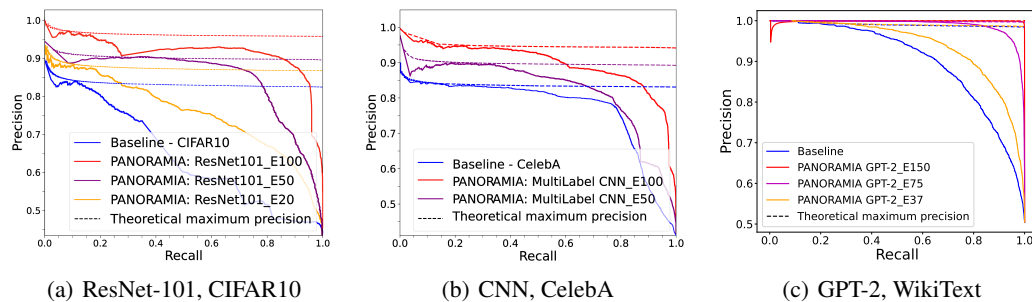 Precision
1.0
0.9
0.8
0.7
0.6
0.5
0.0
0.2
0.4
0.6
0.8
1.0
Recall
Baseline - CIFAR10
PANORAMIA: ResNet101_E100
PANORAMIA: ResNet101_E50
PANORAMIA: ResNet101_E20
Theoretical maximum precision
(a) ResNet-101, CIFAR10
Precision
1.0
0.9
0.8
0.7
0.6
0.5
0.0
0.2
0.4
0.6
0.8
1.0
Recall
Baseline - CelebA
PANORAMIA: MultiLabel CNN_E100
PANORAMIA: MultiLabel CNN_E50
Theoretical maximum precision
(b) CNN, CelebA
Precision
1.0
0.9
0.8
0.7
0.6
0.5
0.0
0.2
0.4
0.6
0.8
1.0
Recall
Baseline
PANORAMIA GPT-2_E150
PANORAMIA GPT-2_E75
PANORAMIA GPT-2_E37
Theoretical maximum precision
(c) GPT-2, WikiText